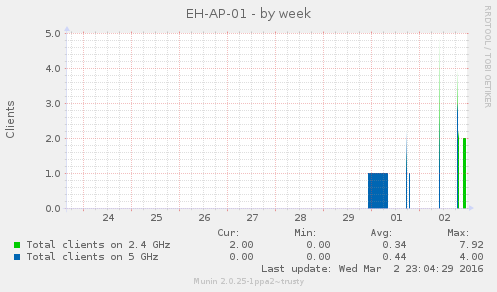 EH-AP-01 - by week
RRDTOOL / TOBI OETIKER
Clients
5.0
4.0
3.0
2.0
1.0
0.0
24 25 26 27 28 29 01 02
Cur: Min: Avg: Max:
Total clients on 2.4 GHz 2.00 0.00 0.34 7.92
Total clients on 5 GHz 0.00 0.00 0.44 4.00
Last update: Wed Mar 2 23:04:29 2016
Munin 2.0.25-1ppa2~trusty